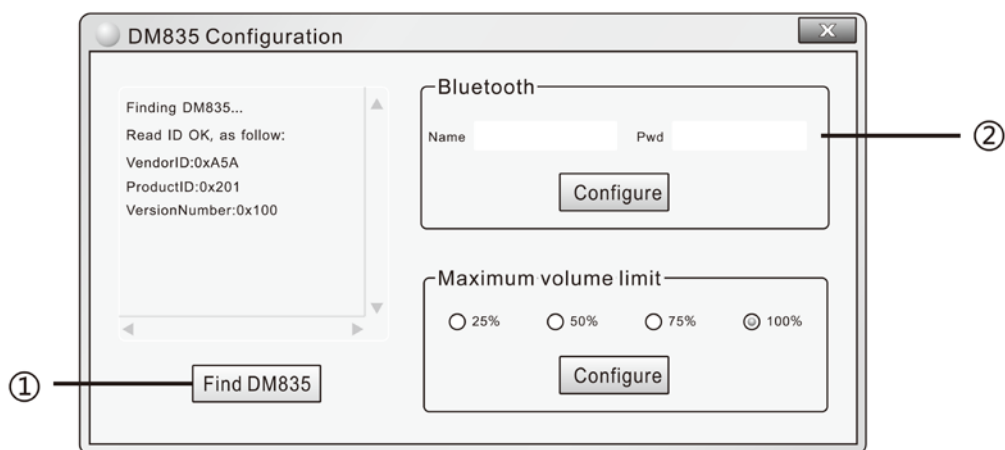 DM835 Configuration
X
Finding DM835...
Read ID OK, as follow:
VendorID:0xA5A
ProductID:0x201
VersionNumber:0x100
① Find DM835
Bluetooth
Name Pwd ②
Configure
Maximum volume limit
25% 50% 75% 100%
Configure